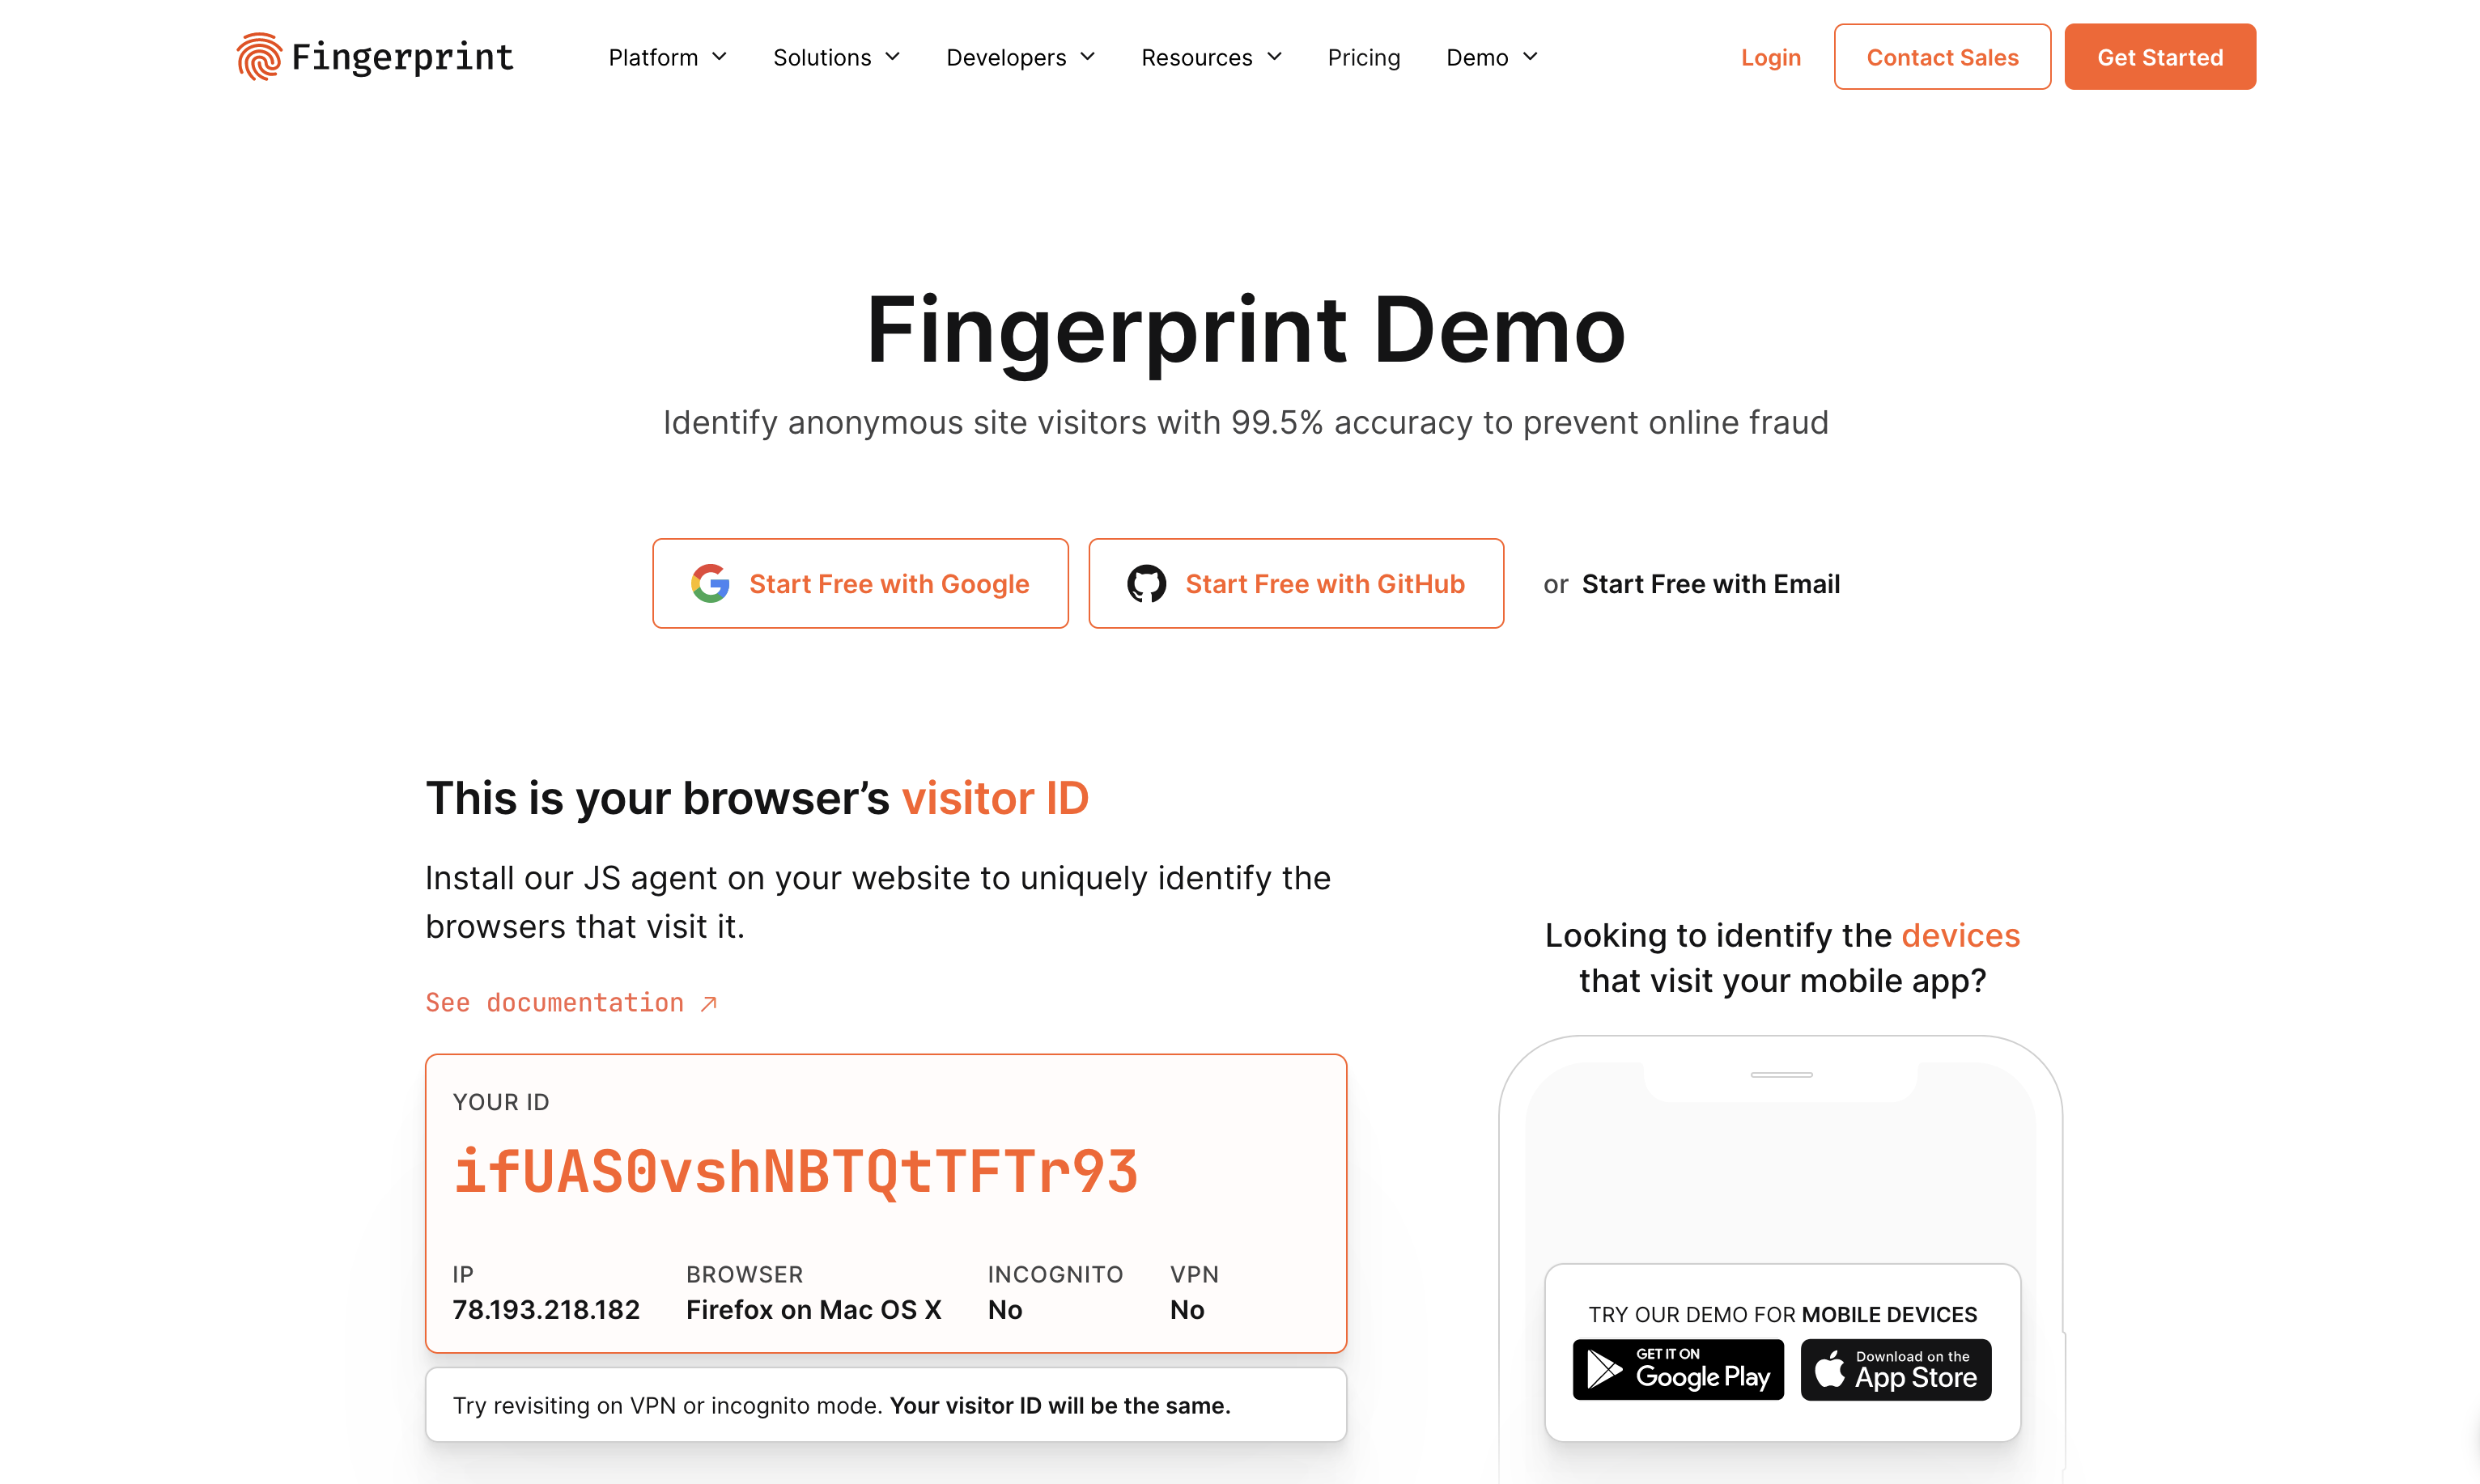 Fingerprint
Platform
Solutions
Developers
Resources
Pricing
Demo
Login
Contact Sales
Get Started
Fingerprint Demo
Identify anonymous site visitors with 99.5% accuracy to prevent online fraud
Start Free with Google
Start Free with GitHub
or Start Free with Email
This is your browser’s visitor ID
Install our JS agent on your website to uniquely identify the
browsers that visit it.
See documentation ↗
YOUR ID
ifUAS0vshNBTQtTFTr93
IP
78.193.218.182
BROWSER
Firefox on Mac OS X
INCOGNITO
No
VPN
No
Try revisiting on VPN or incognito mode. Your visitor ID will be the same.
Looking to identify the devices
that visit your mobile app?
TRY OUR DEMO FOR MOBILE DEVICES
GET IT ON
Google Play
Download on the
App Store